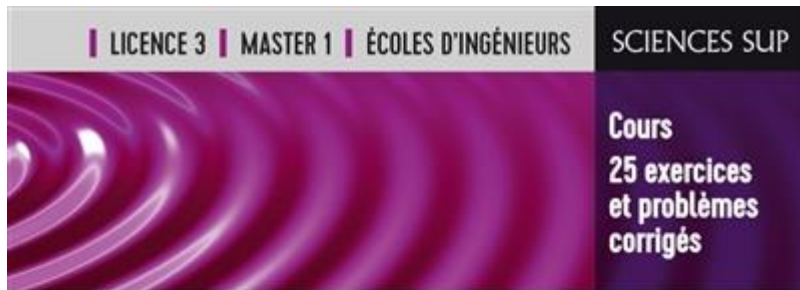 LICENCE 3 MASTER 1 ÉCOLES D'INGÉNIEURS
SCIENCES SUP
Cours
25 exercices
et problèmes
corrigés